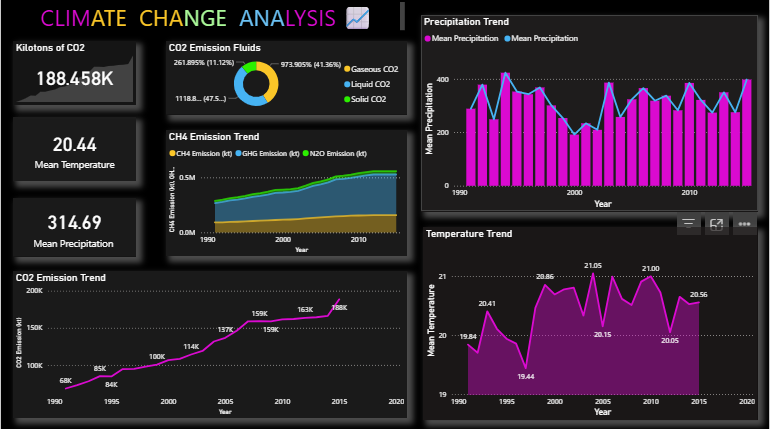 CLIMATE CHANGE ANALYSIS
Kilotons of CO2
188.458K
20.44
Mean Temperature
314.69
Mean Precipitation
CO2 Emission Fluids
261.895% (11.12%)
973.905% (41.36%)
1118.8... (47.5...)
Gaseous CO2
Liquid CO2
Solid CO2
CH4 Emission Trend
CH4 Emission (kt) GHG Emission (kt) N2O Emission (kt)
CH4 Emission (kt), GH...
0.5M
0.0M
1990 2000 2010
Year
CO2 Emission Trend
CO2 Emission (kt)
200K
150K
100K
68K
85K
84K
100K
114K
137K
159K
159K
163K
188K
1990 1995 2000 2005 2010 2015 2020
Year
Precipitation Trend
Mean Precipitation Mean Precipitation
Mean Precipitation
400
200
0
2000 2010
Year
Temperature Trend
Mean Temperature
21
20
19
19.84
20.41
19.44
20.86
21.05
20.15
21.00
20.05
20.56
1990 1995 2000 2005 2010 2015 2020
Year